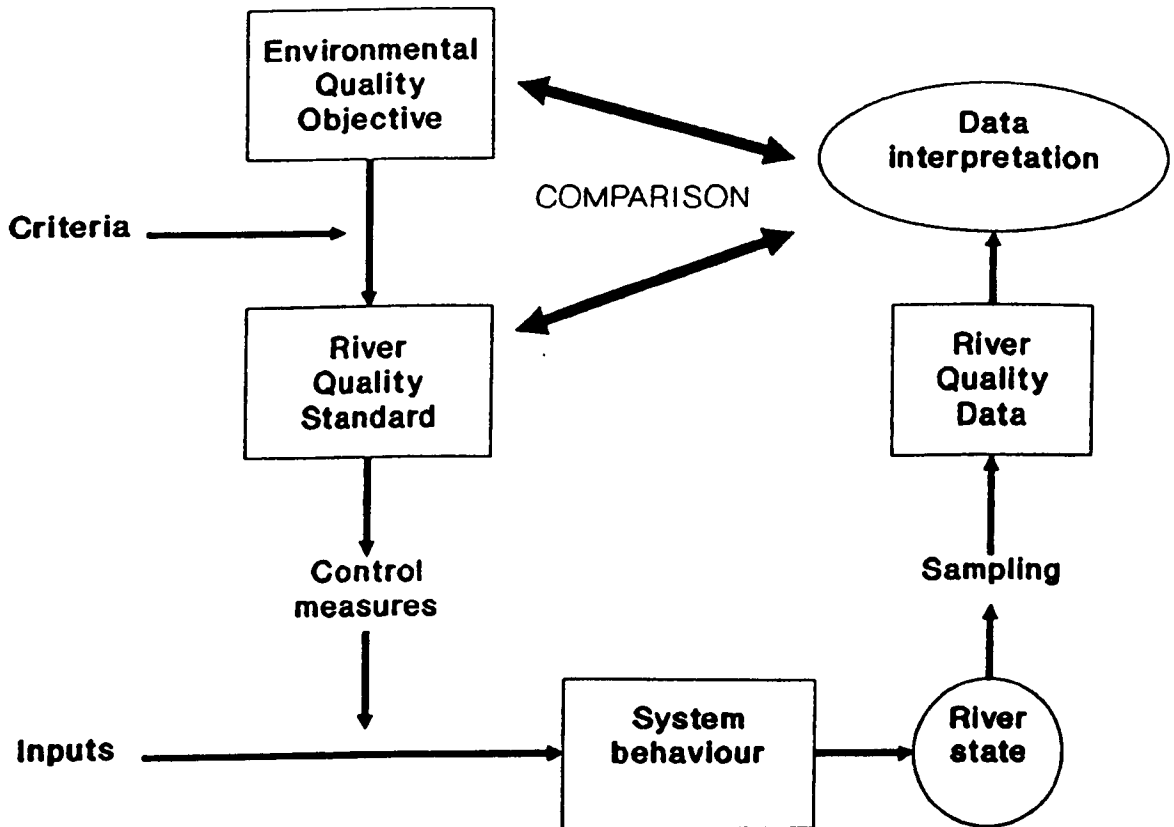 Environmental
Quality
Objective
Data
interpretation
COMPARISON
Criteria
River
Quality
Standard
River
Quality
Data
Control
measures
Sampling
Inputs
System
behaviour
River
state